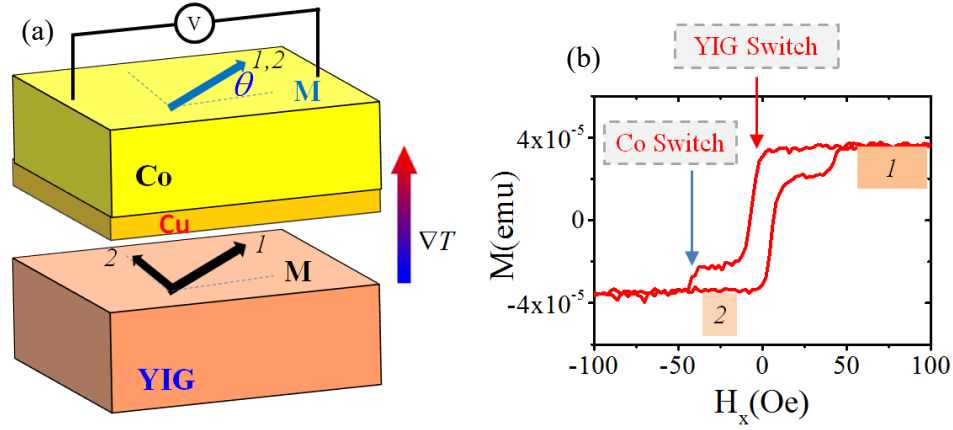 (a)
V
1,2
θ
M
Co
Cu
∇T
2
1
M
YIG
(b)
YIG Switch
Co Switch
4x10⁻⁵
0
-4x10⁻⁵
M(emu)
1
2
-100 -50 0 50 100
Hₓ(Oe)